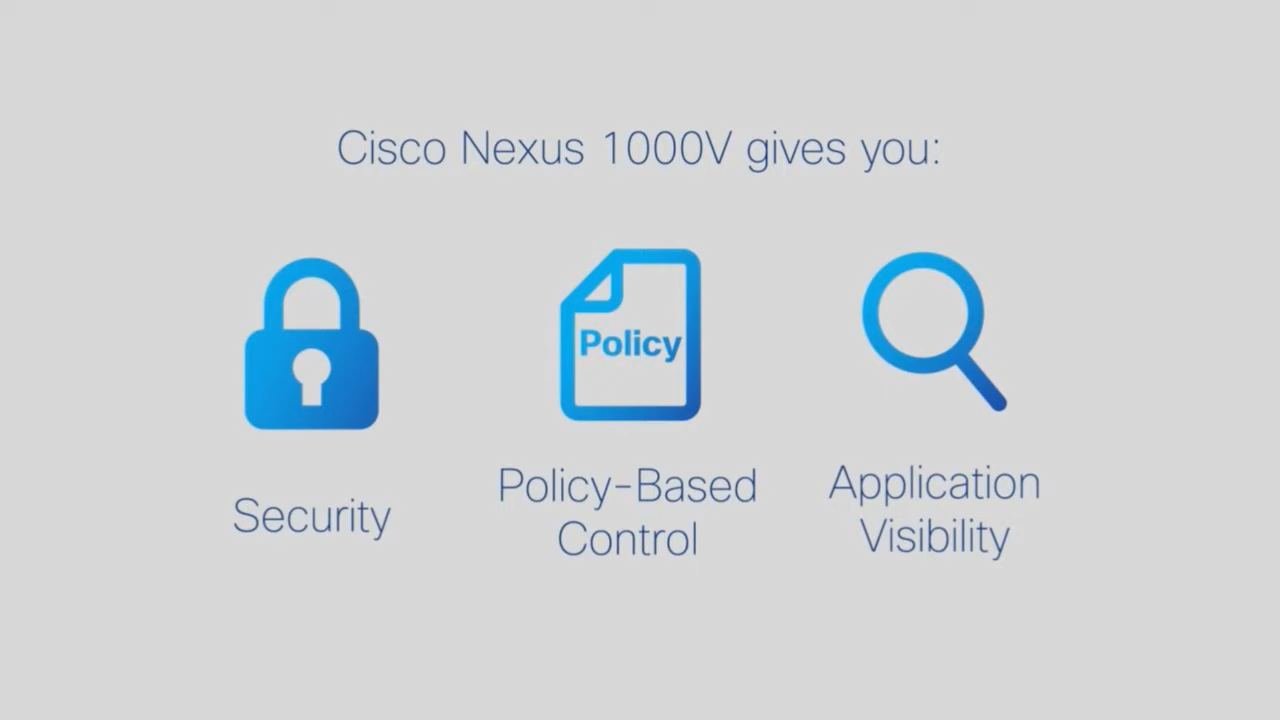 Cisco Nexus 1000V gives you:
Policy
Security
Policy-Based
Control
Application
Visibility